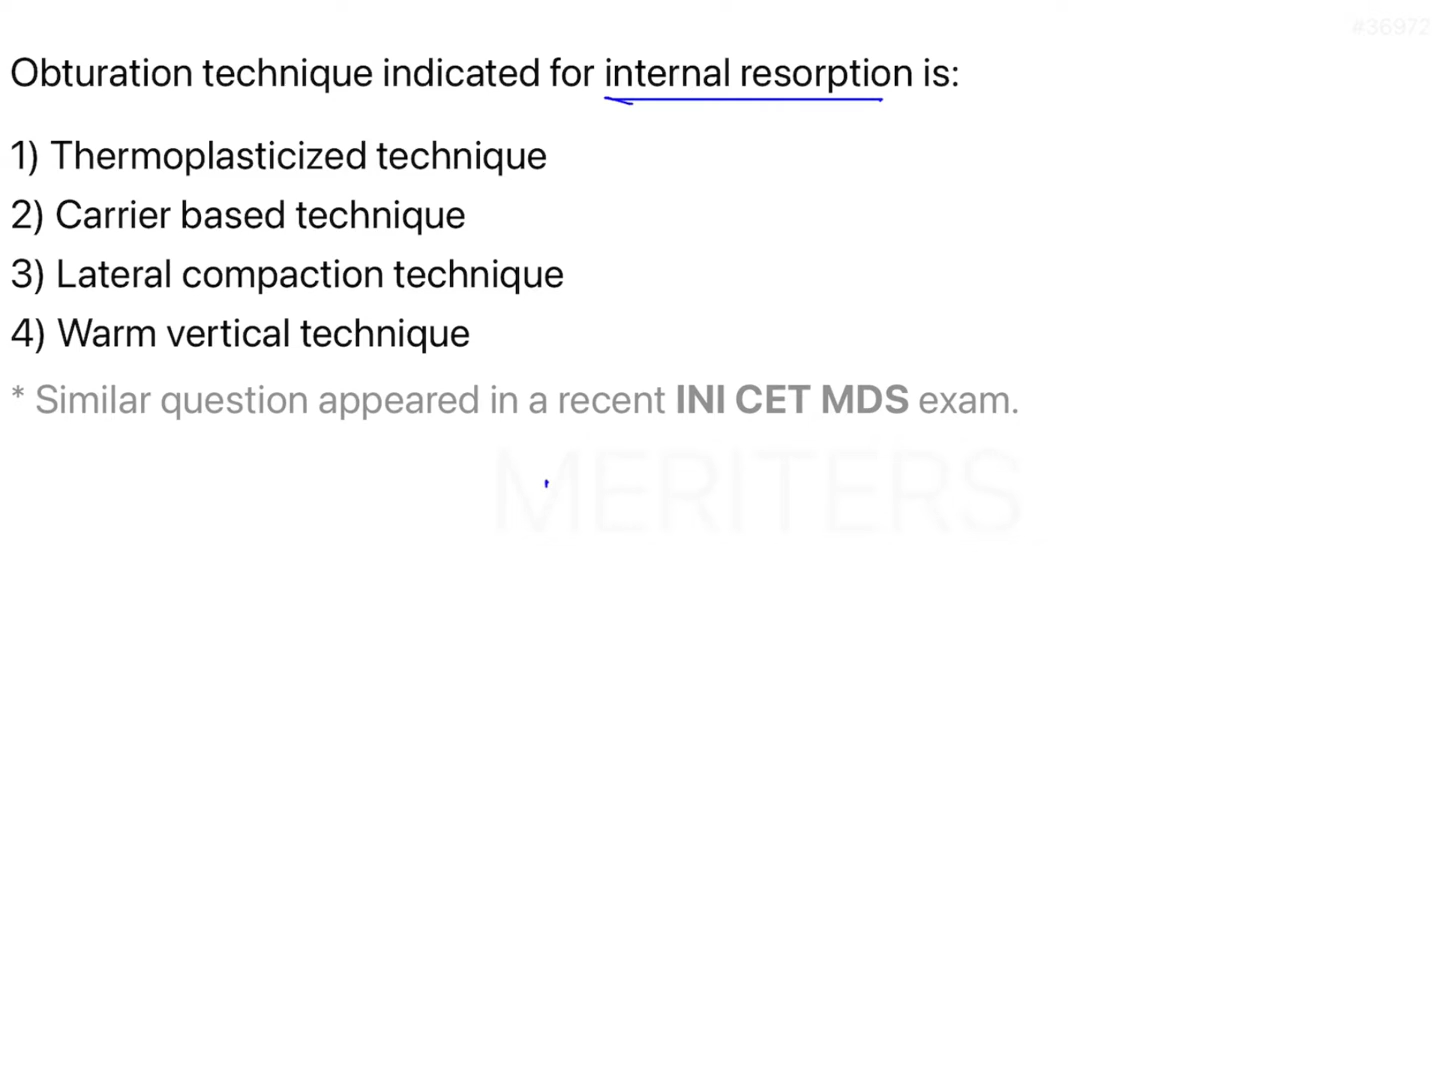 #36972
Obturation technique indicated for internal resorption is:
1) Thermoplasticized technique
2) Carrier based technique
3) Lateral compaction technique
4) Warm vertical technique
* Similar question appeared in a recent INI CET MDS exam.
MERITERS